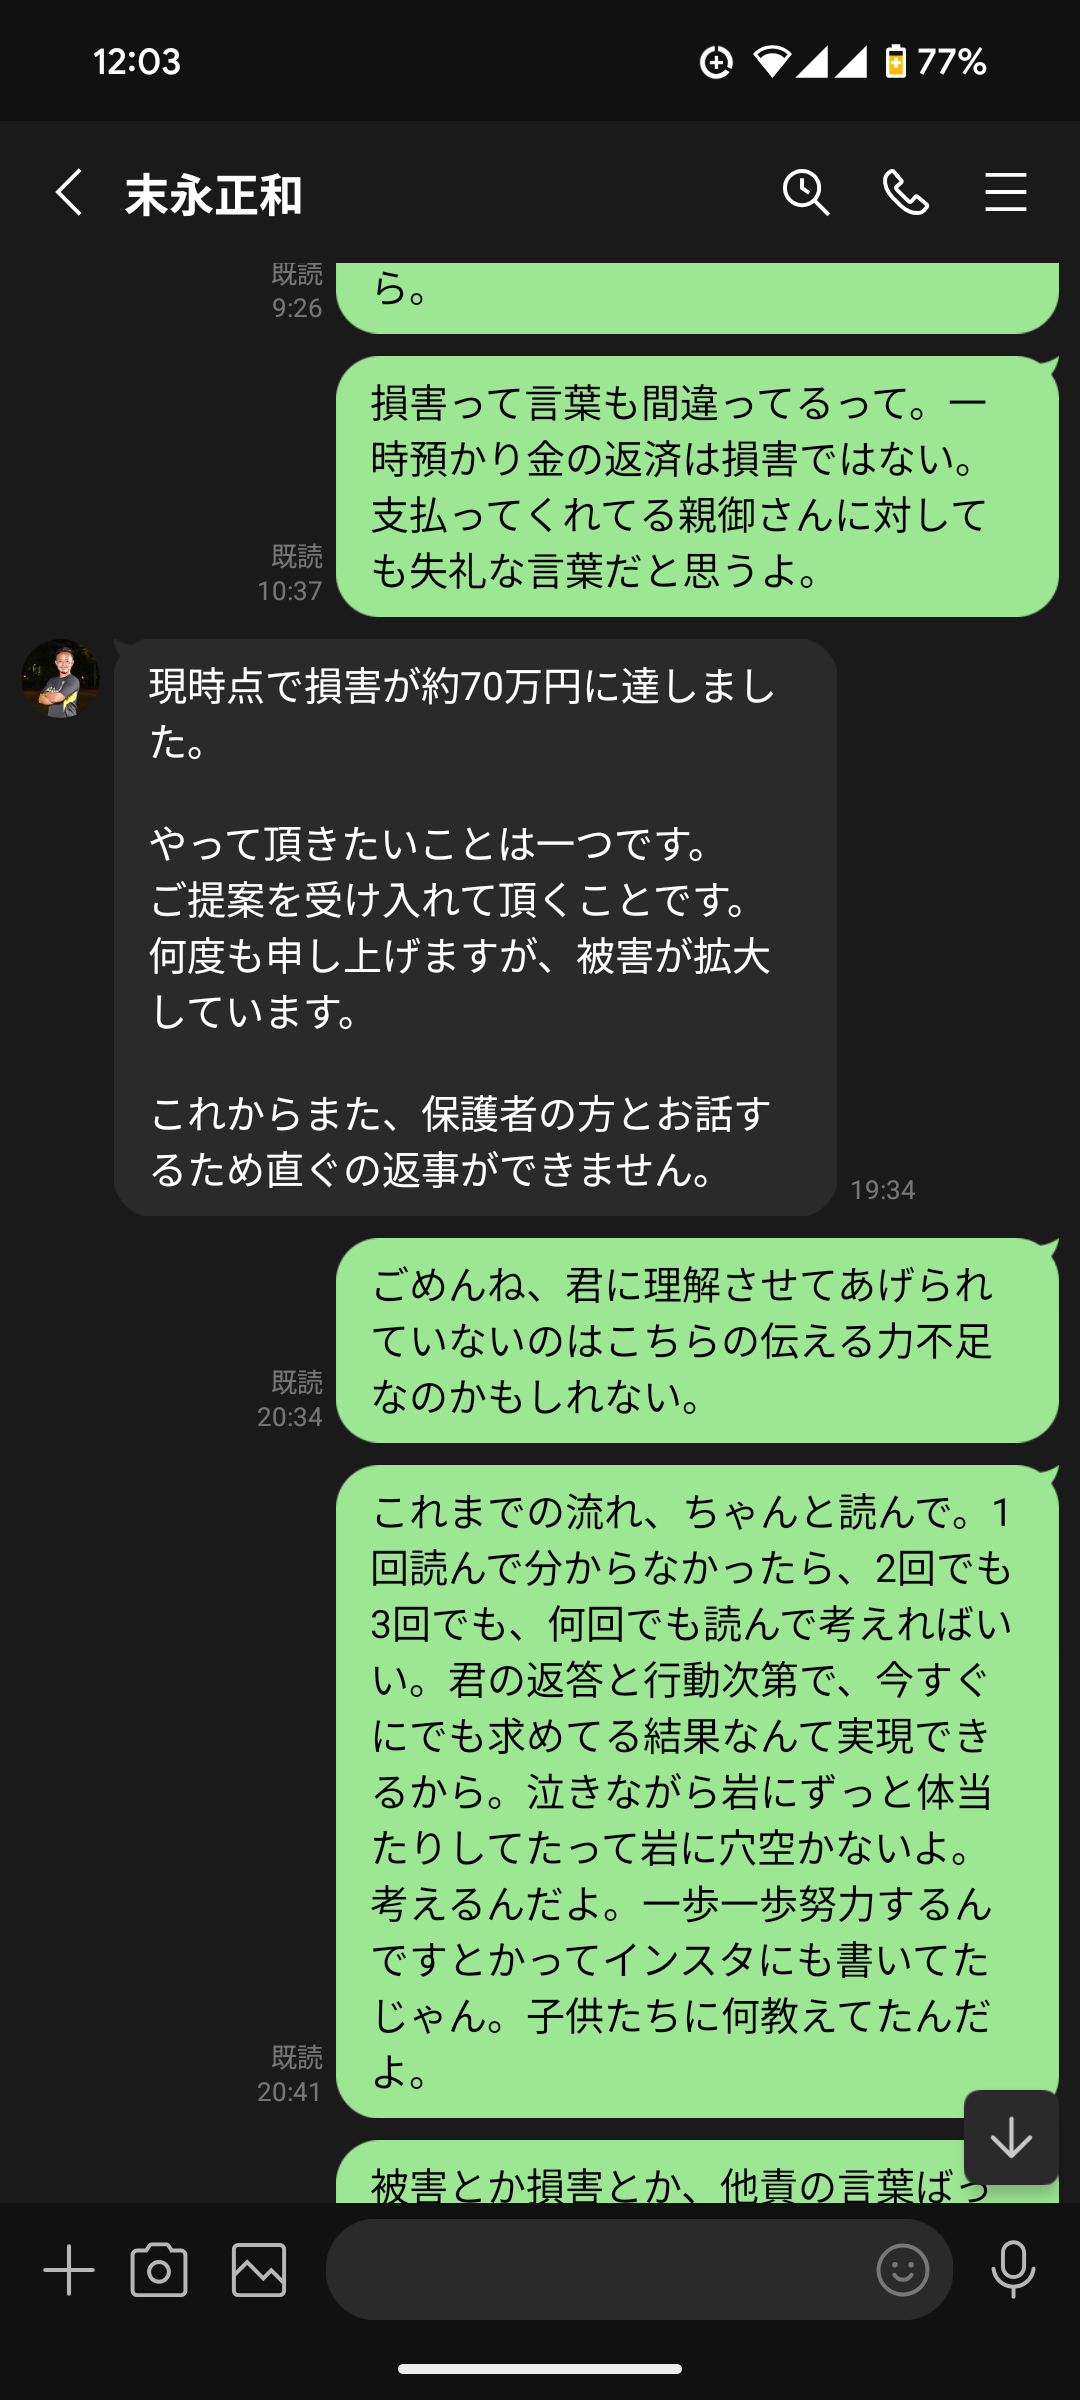 12:03
77%
末永正和
既読
9:26
ら。
損害って言葉も間違ってるって。一
時預かり金の返済は損害ではない。
支払ってくれてる親御さんに対して
も失礼な言葉だと思うよ。
既読
10:37
現時点で損害が約70万円に達しまし
た。
やって頂きたいことは一つです。
ご提案を受け入れて頂くことです。
何度も申し上げますが、被害が拡大
しています。
これからまた、保護者の方とお話す
るため直ぐの返事ができません。
19:34
ごめんね、君に理解させてあげられ
ていないのはこちらの伝える力不足
なのかもしれない。
既読
20:34
これまでの流れ、ちゃんと読んで。1
回読んで分からなかったら、2回でも
3回でも、何回でも読んで考えればい
い。君の返答と行動次第で、今すぐ
にでも求めてる結果なんて実現でき
るから。泣きながら岩にずっと体当
たりしてたって岩に穴空かないよ。
考えるんだよ。一歩一歩努力するん
ですとかってインスタにも書いてた
じゃん。子供たちに何教えてたんだ
よ。
既読
20:41
被害とか損害とか、他責の言葉ばっ